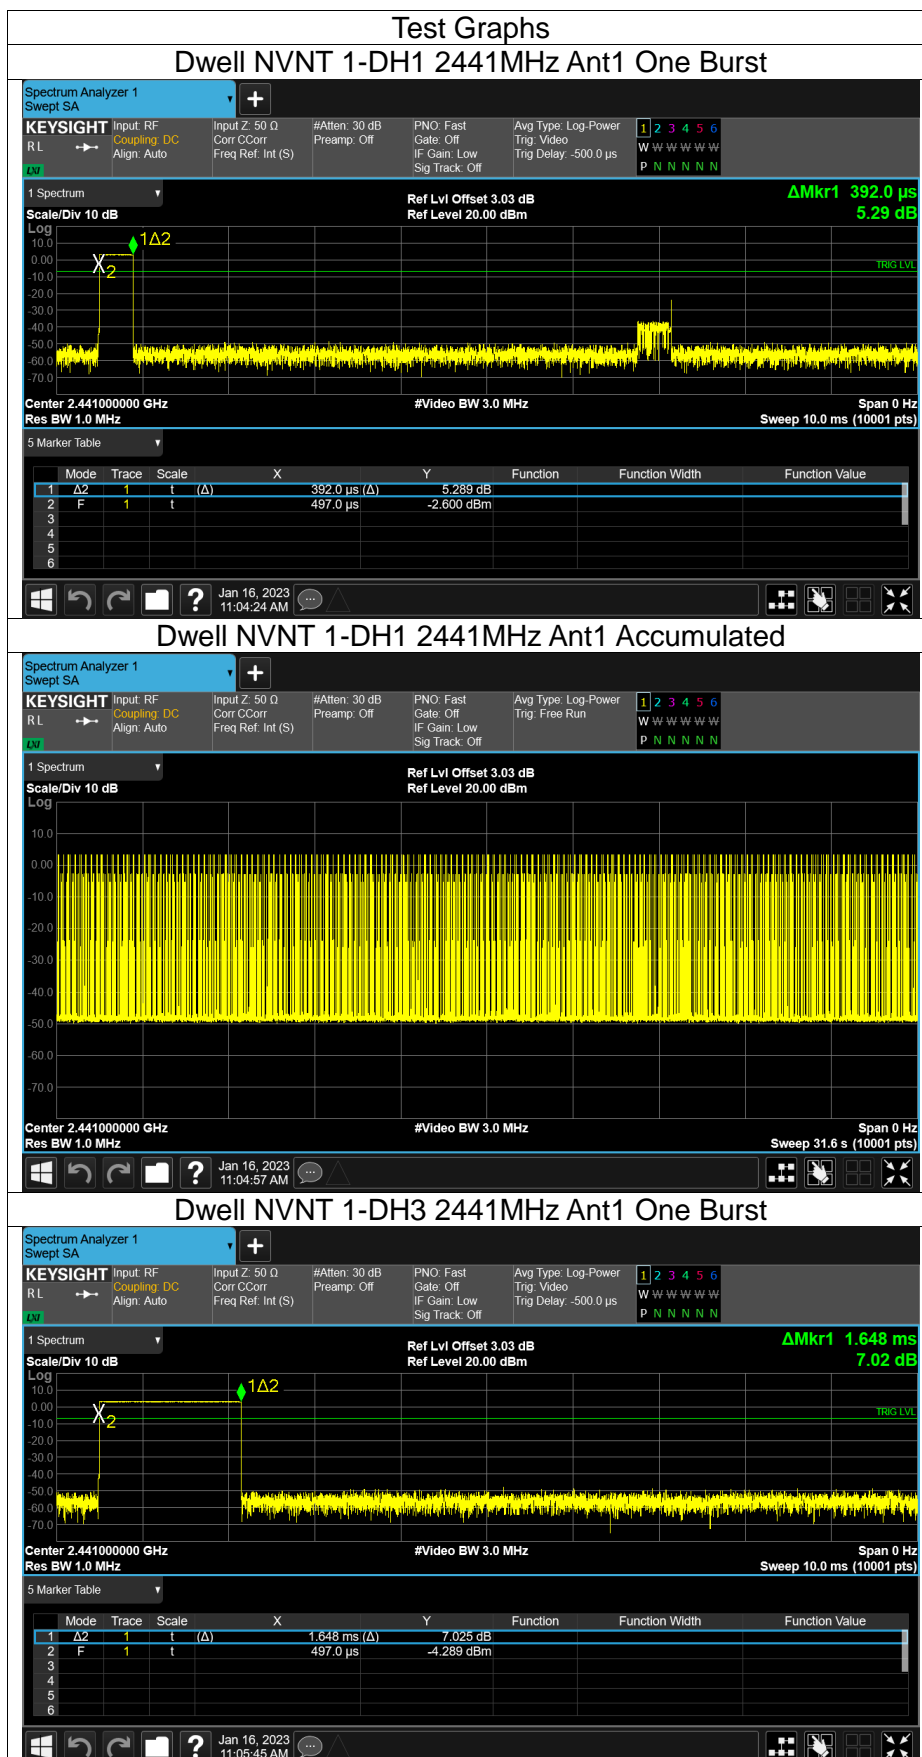 Test Graphs
Dwell NVNT 1-DH1 2441MHz Ant1 One Burst
Spectrum Analyzer 1
Swept SA
+
KEYSIGHT Input: RF Input Z: 50 Ω #Atten: 30 dB PNO: Fast Avg Type: Log-Power 1 2 3 4 5 6
RL Coupling: DC Corr CCorr Preamp: Off Gate: Off Trig: Video W W W W W W
Align: Auto Freq Ref: Int (S) IF Gain: Low Trig Delay: -500.0 µs
LXI Sig Track: Off P N N N N N
1 Spectrum Ref Lvl Offset 3.03 dB ΔMkr1 392.0 µs
Scale/Div 10 dB Ref Level 20.00 dBm 5.29 dB
Log
10.0 1Δ2
0.00 X2 TRIG LVL
-10.0
-20.0
-30.0
-40.0
-50.0
-60.0
-70.0
Center 2.441000000 GHz #Video BW 3.0 MHz Span 0 Hz
Res BW 1.0 MHz Sweep 10.0 ms (10001 pts)
5 Marker Table
Mode Trace Scale X Y Function Function Width Function Value
1 Δ2 1 t (Δ) 392.0 µs (Δ) 5.289 dB
2 F 1 t 497.0 µs -2.600 dBm
3
4
5
6
? Jan 16, 2023
11:04:24 AM
Dwell NVNT 1-DH1 2441MHz Ant1 Accumulated
Spectrum Analyzer 1
Swept SA
+
KEYSIGHT Input: RF Input Z: 50 Ω #Atten: 30 dB PNO: Fast Avg Type: Log-Power 1 2 3 4 5 6
RL Coupling: DC Corr CCorr Preamp: Off Gate: Off Trig: Free Run W W W W W W
Align: Auto Freq Ref: Int (S) IF Gain: Low
LXI Sig Track: Off P N N N N N
1 Spectrum Ref Lvl Offset 3.03 dB
Scale/Div 10 dB Ref Level 20.00 dBm
Log
10.0
0.00
-10.0
-20.0
-30.0
-40.0
-50.0
-60.0
-70.0
Center 2.441000000 GHz #Video BW 3.0 MHz Span 0 Hz
Res BW 1.0 MHz Sweep 31.6 s (10001 pts)
? Jan 16, 2023
11:04:57 AM
Dwell NVNT 1-DH3 2441MHz Ant1 One Burst
Spectrum Analyzer 1
Swept SA
+
KEYSIGHT Input: RF Input Z: 50 Ω #Atten: 30 dB PNO: Fast Avg Type: Log-Power 1 2 3 4 5 6
RL Coupling: DC Corr CCorr Preamp: Off Gate: Off Trig: Video W W W W W W
Align: Auto Freq Ref: Int (S) IF Gain: Low Trig Delay: -500.0 µs
LXI Sig Track: Off P N N N N N
1 Spectrum Ref Lvl Offset 3.03 dB ΔMkr1 1.648 ms
Scale/Div 10 dB Ref Level 20.00 dBm 7.02 dB
Log
10.0 1Δ2
0.00 X2 TRIG LVL
-10.0
-20.0
-30.0
-40.0
-50.0
-60.0
-70.0
Center 2.441000000 GHz #Video BW 3.0 MHz Span 0 Hz
Res BW 1.0 MHz Sweep 10.0 ms (10001 pts)
5 Marker Table
Mode Trace Scale X Y Function Function Width Function Value
1 Δ2 1 t (Δ) 1.648 ms (Δ) 7.025 dB
2 F 1 t 497.0 µs -4.289 dBm
3
4
5
6
? Jan 16, 2023
11:05:45 AM